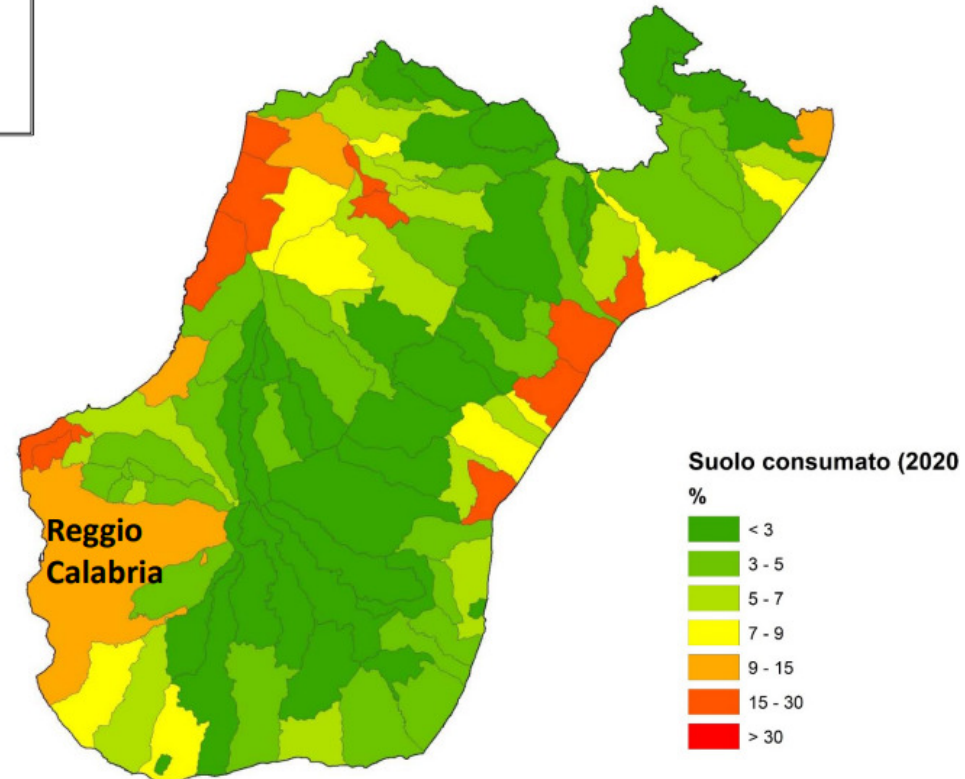 Reggio
Calabria
Suolo consumato (2020
%
< 3
3 - 5
5 - 7
7 - 9
9 - 15
15 - 30
> 30